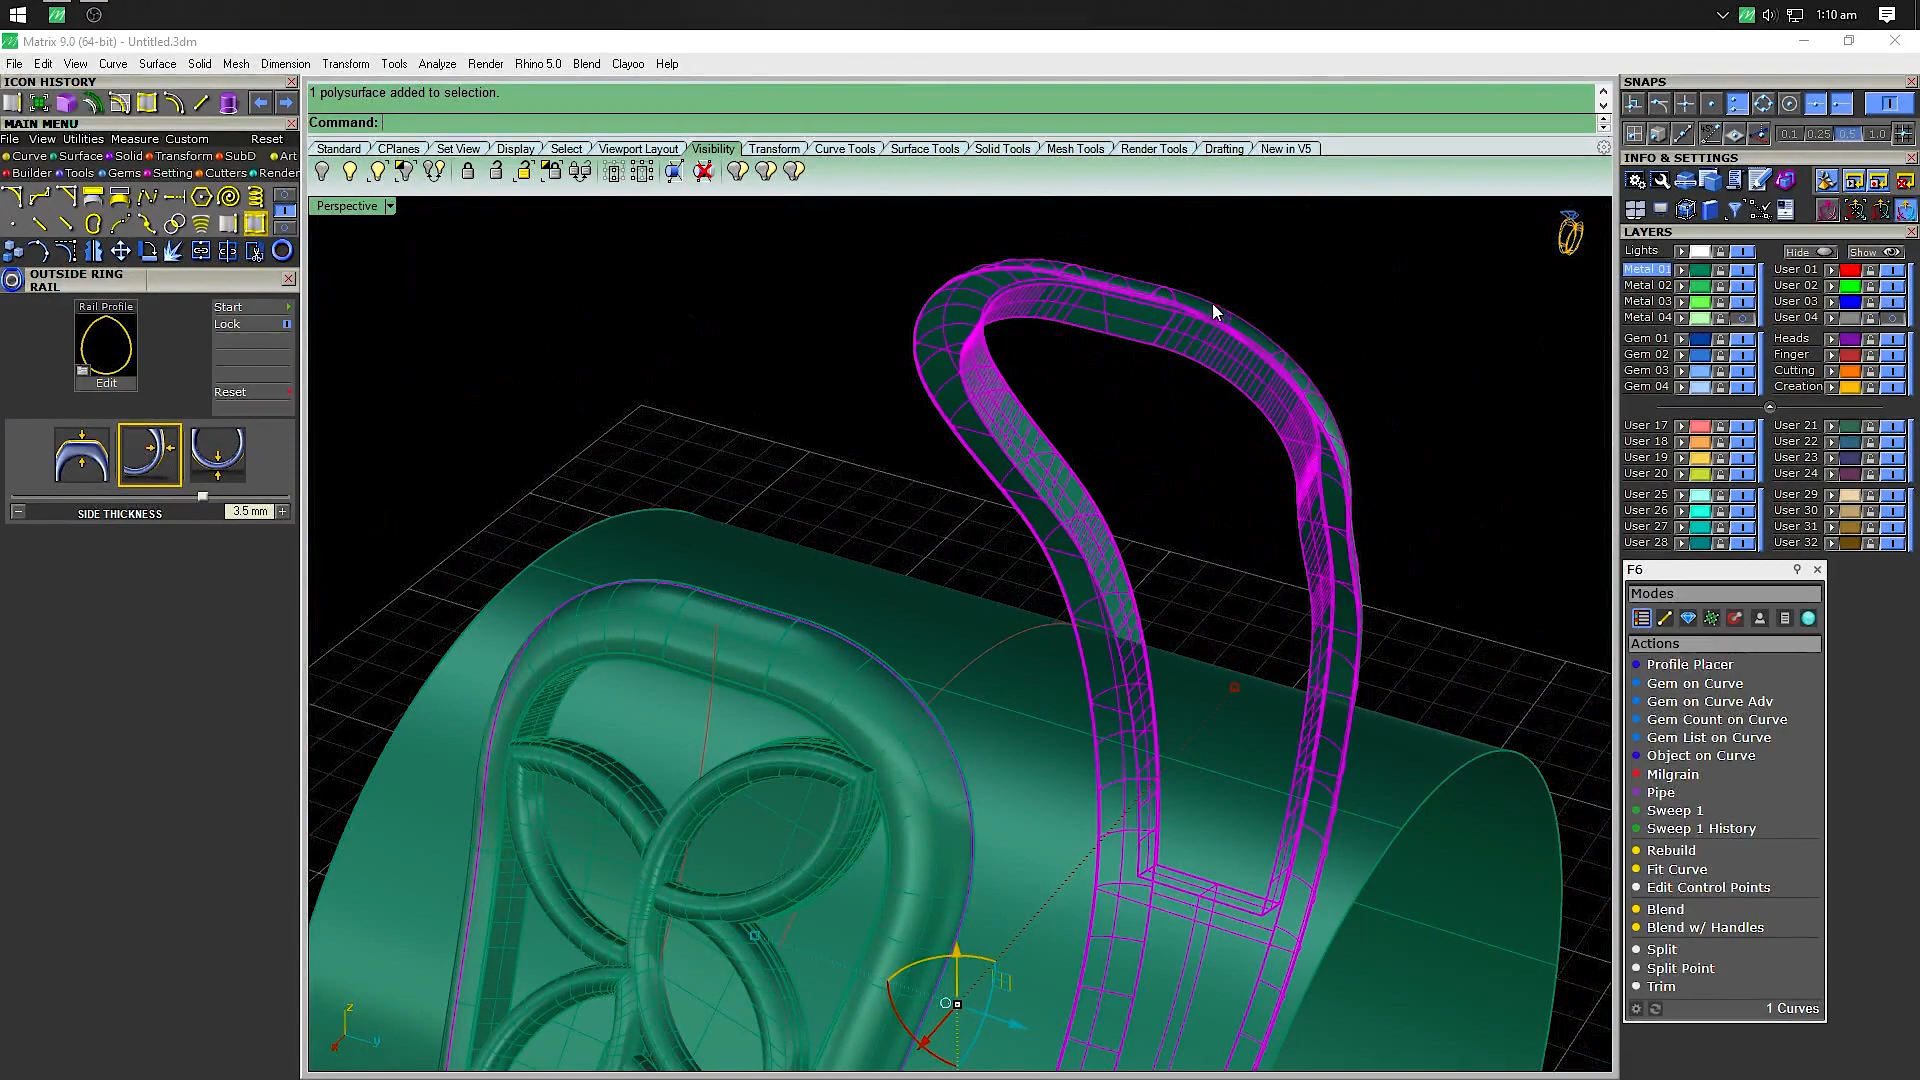 1:10 am
Matrix 9.0 (64-bit) - Untitled.3dm
File Edit View Curve Surface Solid Mesh Dimension Transform Tools Analyze Render Rhino 5.0 Blend Clayoo Help
ICON HISTORY
MAIN MENU
File View Utilities Measure Custom Reset
Curve Surface Solid Transform SubD Art
Builder Tools Gems Setting Cutters Render
OUTSIDE RING
RAIL
Rail Profile
Edit
Start
Lock
Reset
SIDE THICKNESS
3.5 mm
1 polysurface added to selection.
Command:
Standard CPlanes Set View Display Select Viewport Layout Visibility Transform Curve Tools Surface Tools Solid Tools Mesh Tools Render Tools Drafting New in V5
Perspective
z
y
x
SNAPS
0.1 0.25 0.5 1.0
INFO & SETTINGS
LAYERS
Lights Hide Show
Metal 01 User 01
Metal 02 User 02
Metal 03 User 03
Metal 04 User 04
Gem 01 Heads
Gem 02 Finger
Gem 03 Cutting
Gem 04 Creation
User 17 User 21
User 18 User 22
User 19 User 23
User 20 User 24
User 25 User 29
User 26 User 30
User 27 User 31
User 28 User 32
F6
Modes
Actions
Profile Placer
Gem on Curve
Gem on Curve Adv
Gem Count on Curve
Gem List on Curve
Object on Curve
Milgrain
Pipe
Sweep 1
Sweep 1 History
Rebuild
Fit Curve
Edit Control Points
Blend
Blend w/ Handles
Split
Split Point
Trim
1 Curves